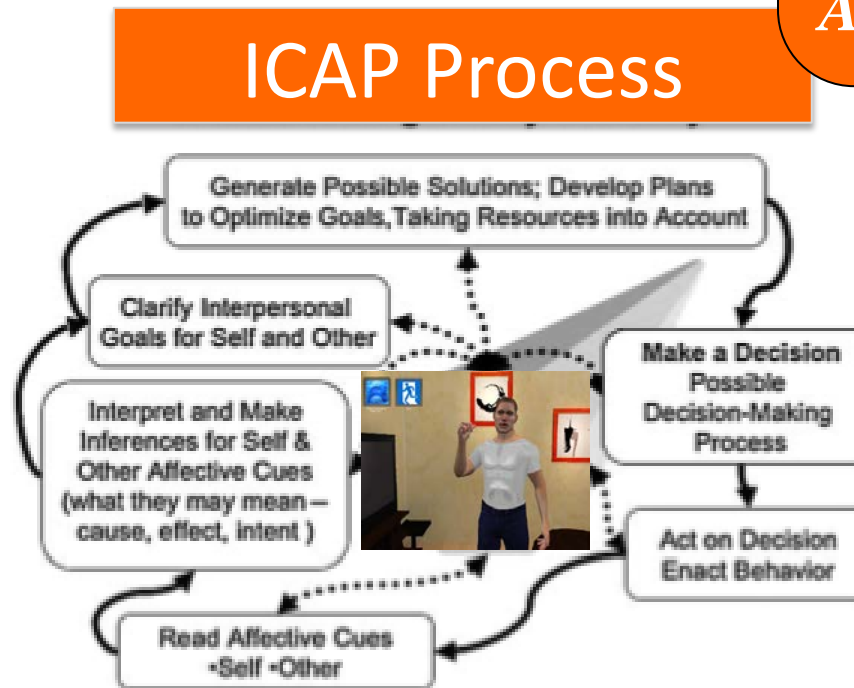 A
ICAP Process
Generate Possible Solutions; Develop Plans
to Optimize Goals,Taking Resources into Account
Clarify Interpersonal
Goals for Self and Other
Make a Decision
Possible
Decision-Making
Process
Interpret and Make
Inferences for Self &
Other Affective Cues
(what they may mean—
cause, effect, intent )
Act on Decision
Enact Behavior
Read Affective Cues
•Self •Other